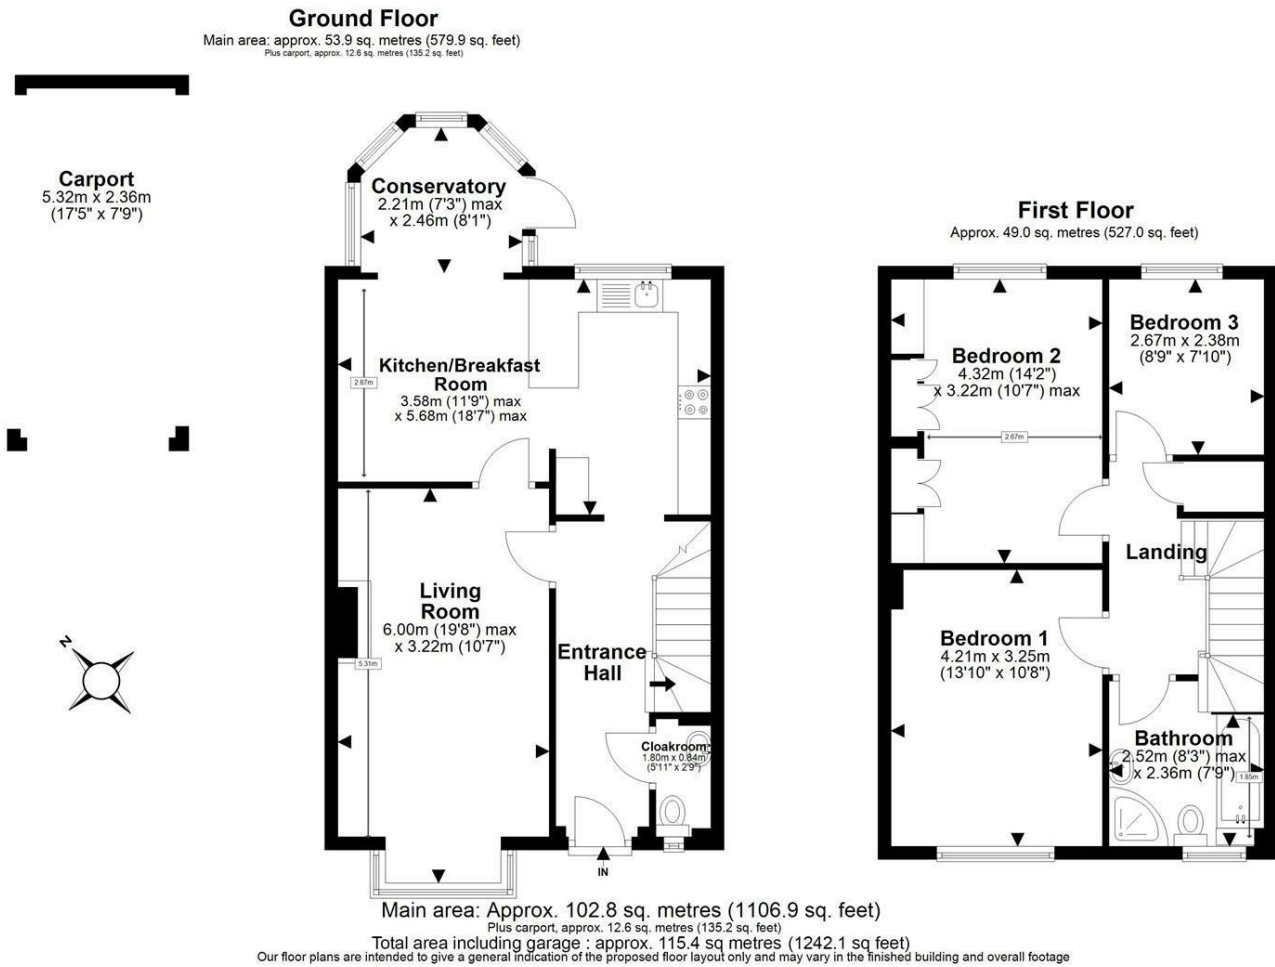 Ground Floor
Main area: approx. 53.9 sq. metres (579.9 sq. feet)
Plus carport, approx. 12.6 sq. metres (135.2 sq. feet)
Carport
5.32m x 2.36m
(17'5" x 7'9")
Conservatory
2.21m (7'3") max
x 2.46m (8'1")
Kitchen/Breakfast
Room
3.58m (11'9") max
x 5.68m (18'7") max
2.87m
Living
Room
6.00m (19'8") max
x 3.22m (10'7")
5.31m
Entrance
Hall
Cloakroom
1.80m x 0.84m
(5'11" x 2'9")
IN
N
First Floor
Approx. 49.0 sq. metres (527.0 sq. feet)
Bedroom 2
4.32m (14'2")
x 3.22m (10'7") max
2.67m
Bedroom 3
2.67m x 2.38m
(8'9" x 7'10")
Landing
Bedroom 1
4.21m x 3.25m
(13'10" x 10'8")
Bathroom
2.52m (8'3") max
x 2.36m (7'9")
1.65m
Main area: Approx. 102.8 sq. metres (1106.9 sq. feet)
Plus carport, approx. 12.6 sq. metres (135.2 sq. feet)
Total area including garage : approx. 115.4 sq metres (1242.1 sq feet)
Our floor plans are intended to give a general indication of the proposed floor layout only and may vary in the finished building and overall footage